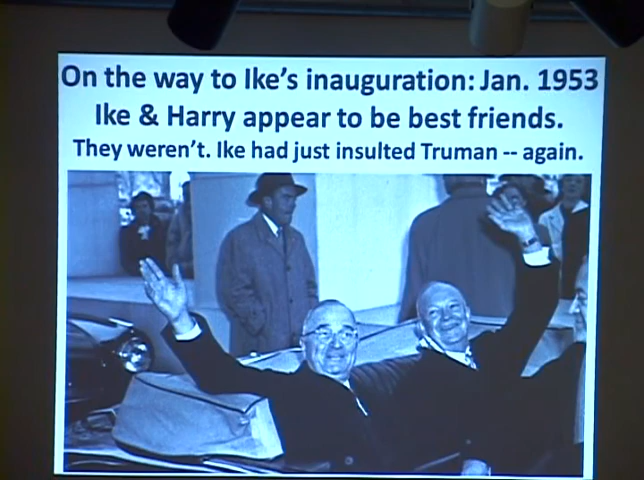 On the way to Ike's inauguration: Jan. 1953
Ike & Harry appear to be best friends.
They weren't. Ike had just insulted Truman -- again.